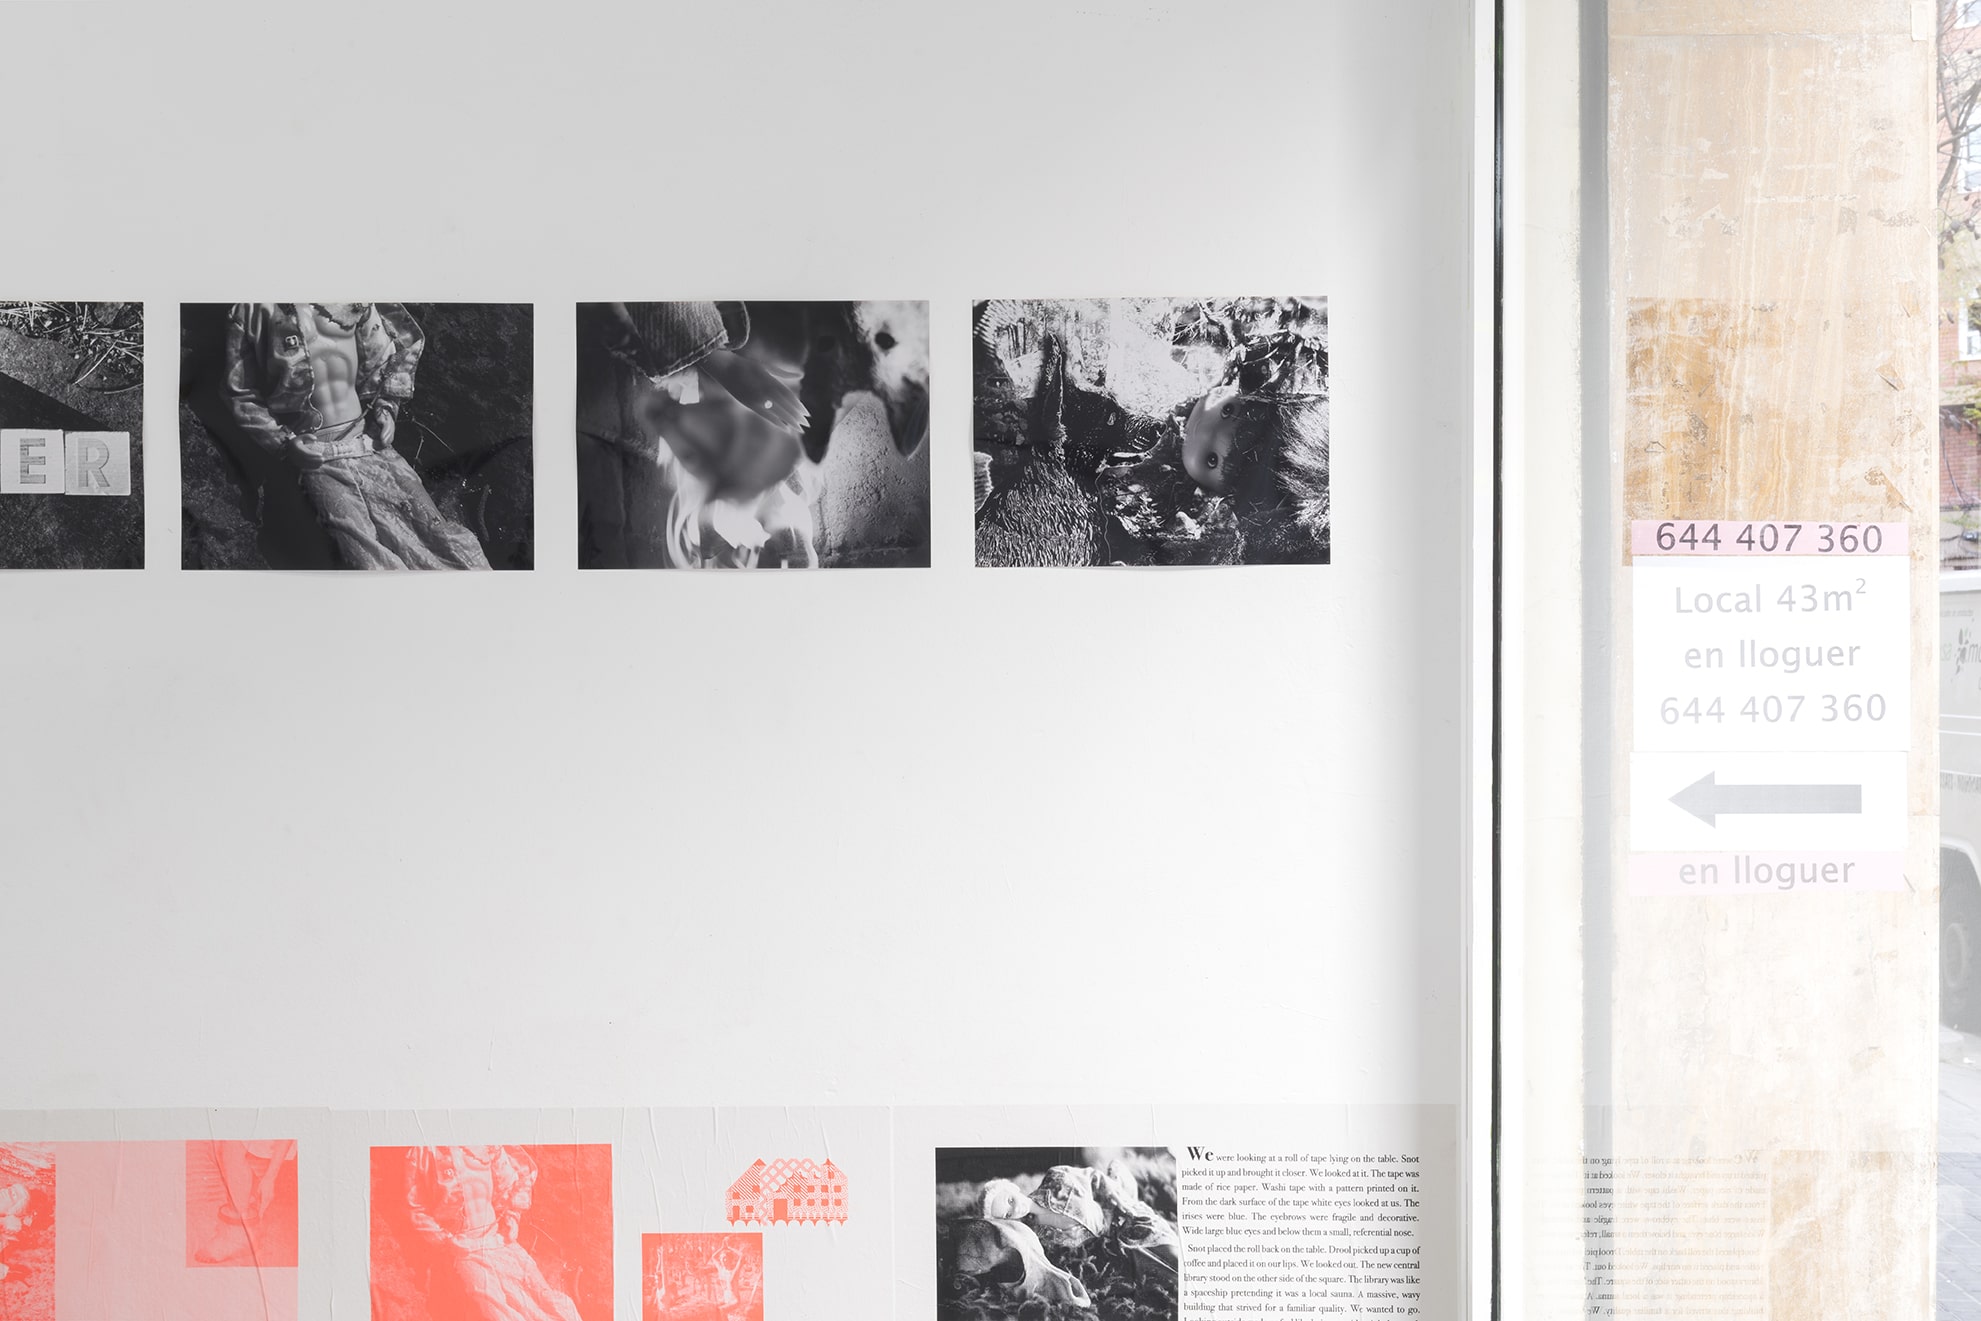 ER
644 407 360
Local 43m²
en lloguer
644 407 360
en lloguer
We were looking at a roll of tape lying on the table. Snot
picked it up and brought it closer. We looked at it. The tape was
made of rice paper. Washi tape with a pattern printed on it.
From the dark surface of the tape white eyes looked at us. The
irises were blue. The eyebrows were fragile and decorative.
Wide large blue eyes and below them a small, referential nose.
Snot placed the roll back on the table. Drool picked up a cup of
coffee and placed it on our lips. We looked out. The new central
library stood on the other side of the square. The library was like
a spaceship pretending it was a local sauna. A massive, wavy
building that strived for a familiar quality. We wanted to go.